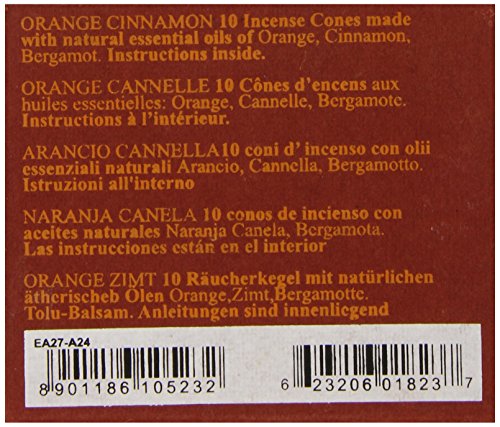 ORANGE CINNAMON 10 Incense Cones made
with natural essential oils of Orange, Cinnamon,
Bergamot. Instructions inside.
ORANGE CANNELLE 10 Cônes d'encens aux
huiles essentielles: Orange, Cannelle, Bergamote.
Instructions à l'intérieur.
ARANCIO CANNELLA10 coni d' incenso con olii
essenziali naturali Arancio, Cannella, Bergamotto.
Istruzioni all'interno
NARANJA CANELA 10 conos de incienso con
aceites naturales Naranja Canela, Bergamota.
Las instrucciones están en el interior
ORANGE ZIMT 10 Räucherkegel mit natürlichen
ätherischeb Ölen Orange,Zimt,Bergamotte.
Tolu-Balsam. Anleitungen sind innenliegend
EA27-A24
8 901186 105232
6 23206 01823 7